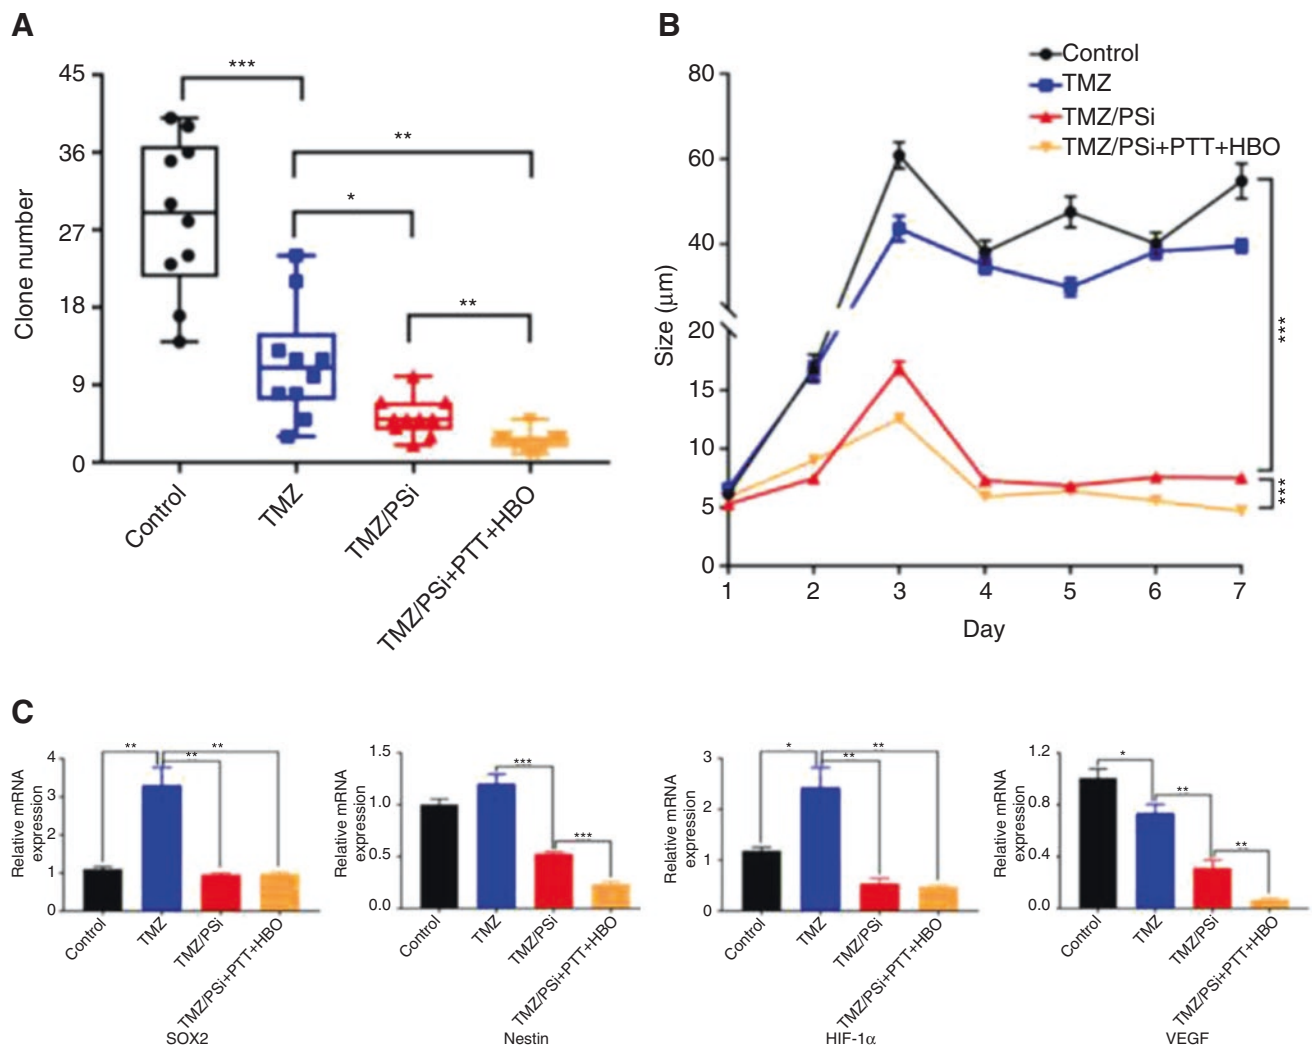 A
45
36
27
18
9
0
Clone number
***
**
*
**
Control
TMZ
TMZ/PSi
TMZ/PSi+PTT+HBO
B
Control
TMZ
TMZ/PSi
TMZ/PSi+PTT+HBO
80
60
40
20
15
10
5
0
Size (μm)
1 2 3 4 5 6 7
Day
***
***
C
Relative mRNA
expression
4
3
2
1
0
** ** **
Control
TMZ
TMZ/PSi
TMZ/PSi+PTT+HBO
SOX2
Relative mRNA
expression
1.5
1.0
0.5
0.0
***
***
Control
TMZ
TMZ/PSi
TMZ/PSi+PTT+HBO
Nestin
Relative mRNA
expression
3
2
1
0
* ** **
Control
TMZ
TMZ/PSi
TMZ/PSi+PTT+HBO
HIF-1α
Relative mRNA
expression
1.2
0.8
0.4
0.0
*
**
**
Control
TMZ
TMZ/PSi
TMZ/PSi+PTT+HBO
VEGF